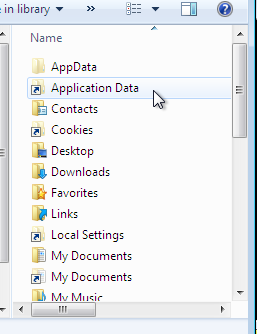 e in library
»
?
Name
AppData
Application Data
Contacts
Cookies
Desktop
Downloads
Favorites
Links
Local Settings
My Documents
My Documents
My Music